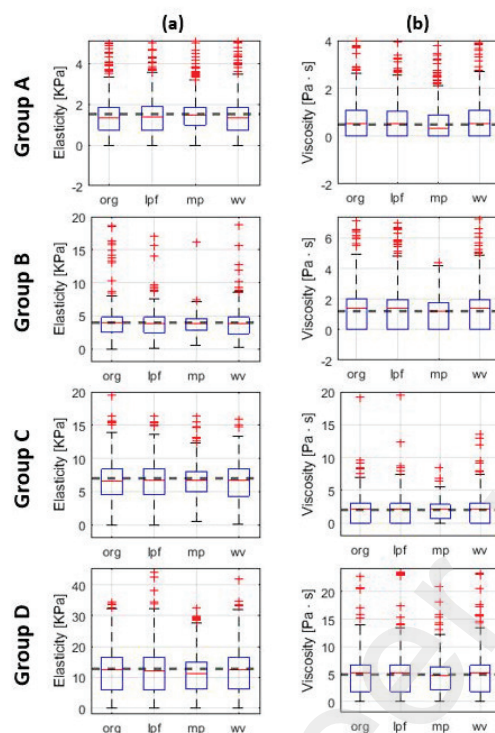 (a) (b)
Group A
Elasticity [KPa]
4
2
0
-2
org lpf mp wv
Viscosity [Pa · s]
4
2
0
-2
org lpf mp wv
Group B
Elasticity [KPa]
20
15
10
5
0
org lpf mp wv
Viscosity [Pa · s]
6
4
2
0
-2
org lpf mp wv
Group C
Elasticity [KPa]
20
15
10
5
0
org lpf mp wv
Viscosity [Pa · s]
20
15
10
5
0
org lpf mp wv
Group D
Elasticity [KPa]
40
30
20
10
0
org lpf mp wv
Viscosity [Pa · s]
20
15
10
5
0
org lpf mp wv